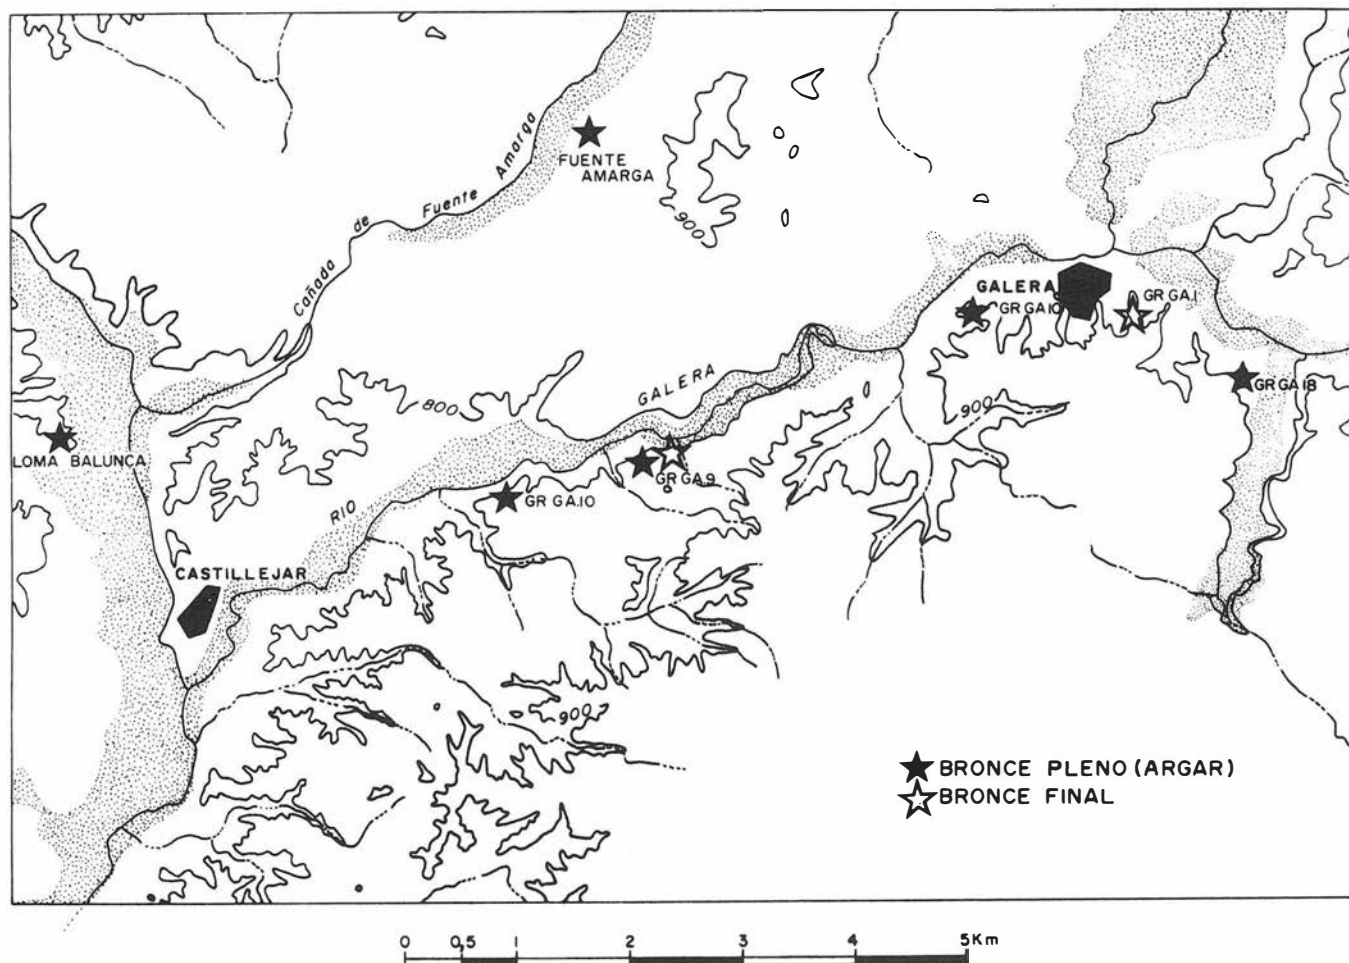 Cañada de Fuente Amarga
FUENTE
AMARGA
900
GALERA
GR GA.1
GR GA.10
GR GA.18
GALERA
800
900
LOMA BALUNCA
GR GA.9
GR GA.10
RIO
CASTILLEJAR
900
BRONCE PLENO (ARGAR)
BRONCE FINAL
0 0,5 1 2 3 4 5 Km